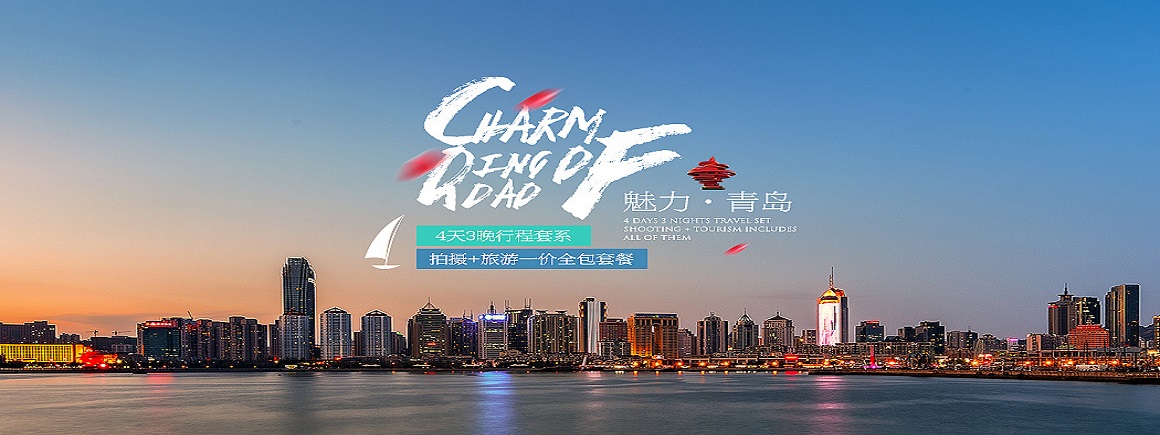 CHARM
OF
QING
DAO
魅力·青岛
4 DAYS 3 NIGHTS TRAVEL SET
SHOOTING + TOURISM INCLUDES
ALL OF THEM
4天3晚行程套系
拍摄+旅游一价全包套餐